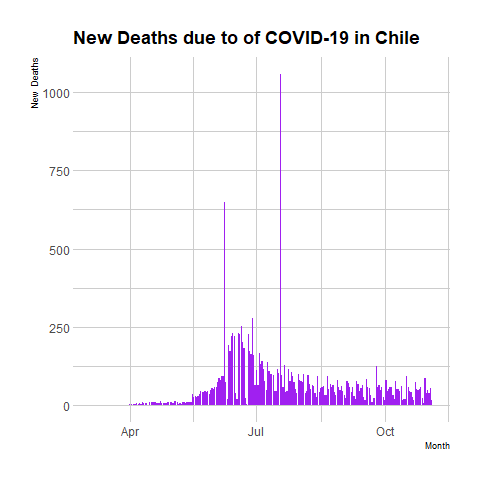 New Deaths due to of COVID-19 in Chile
New Deaths
1000
750
500
250
0
Apr
Jul
Oct
Month